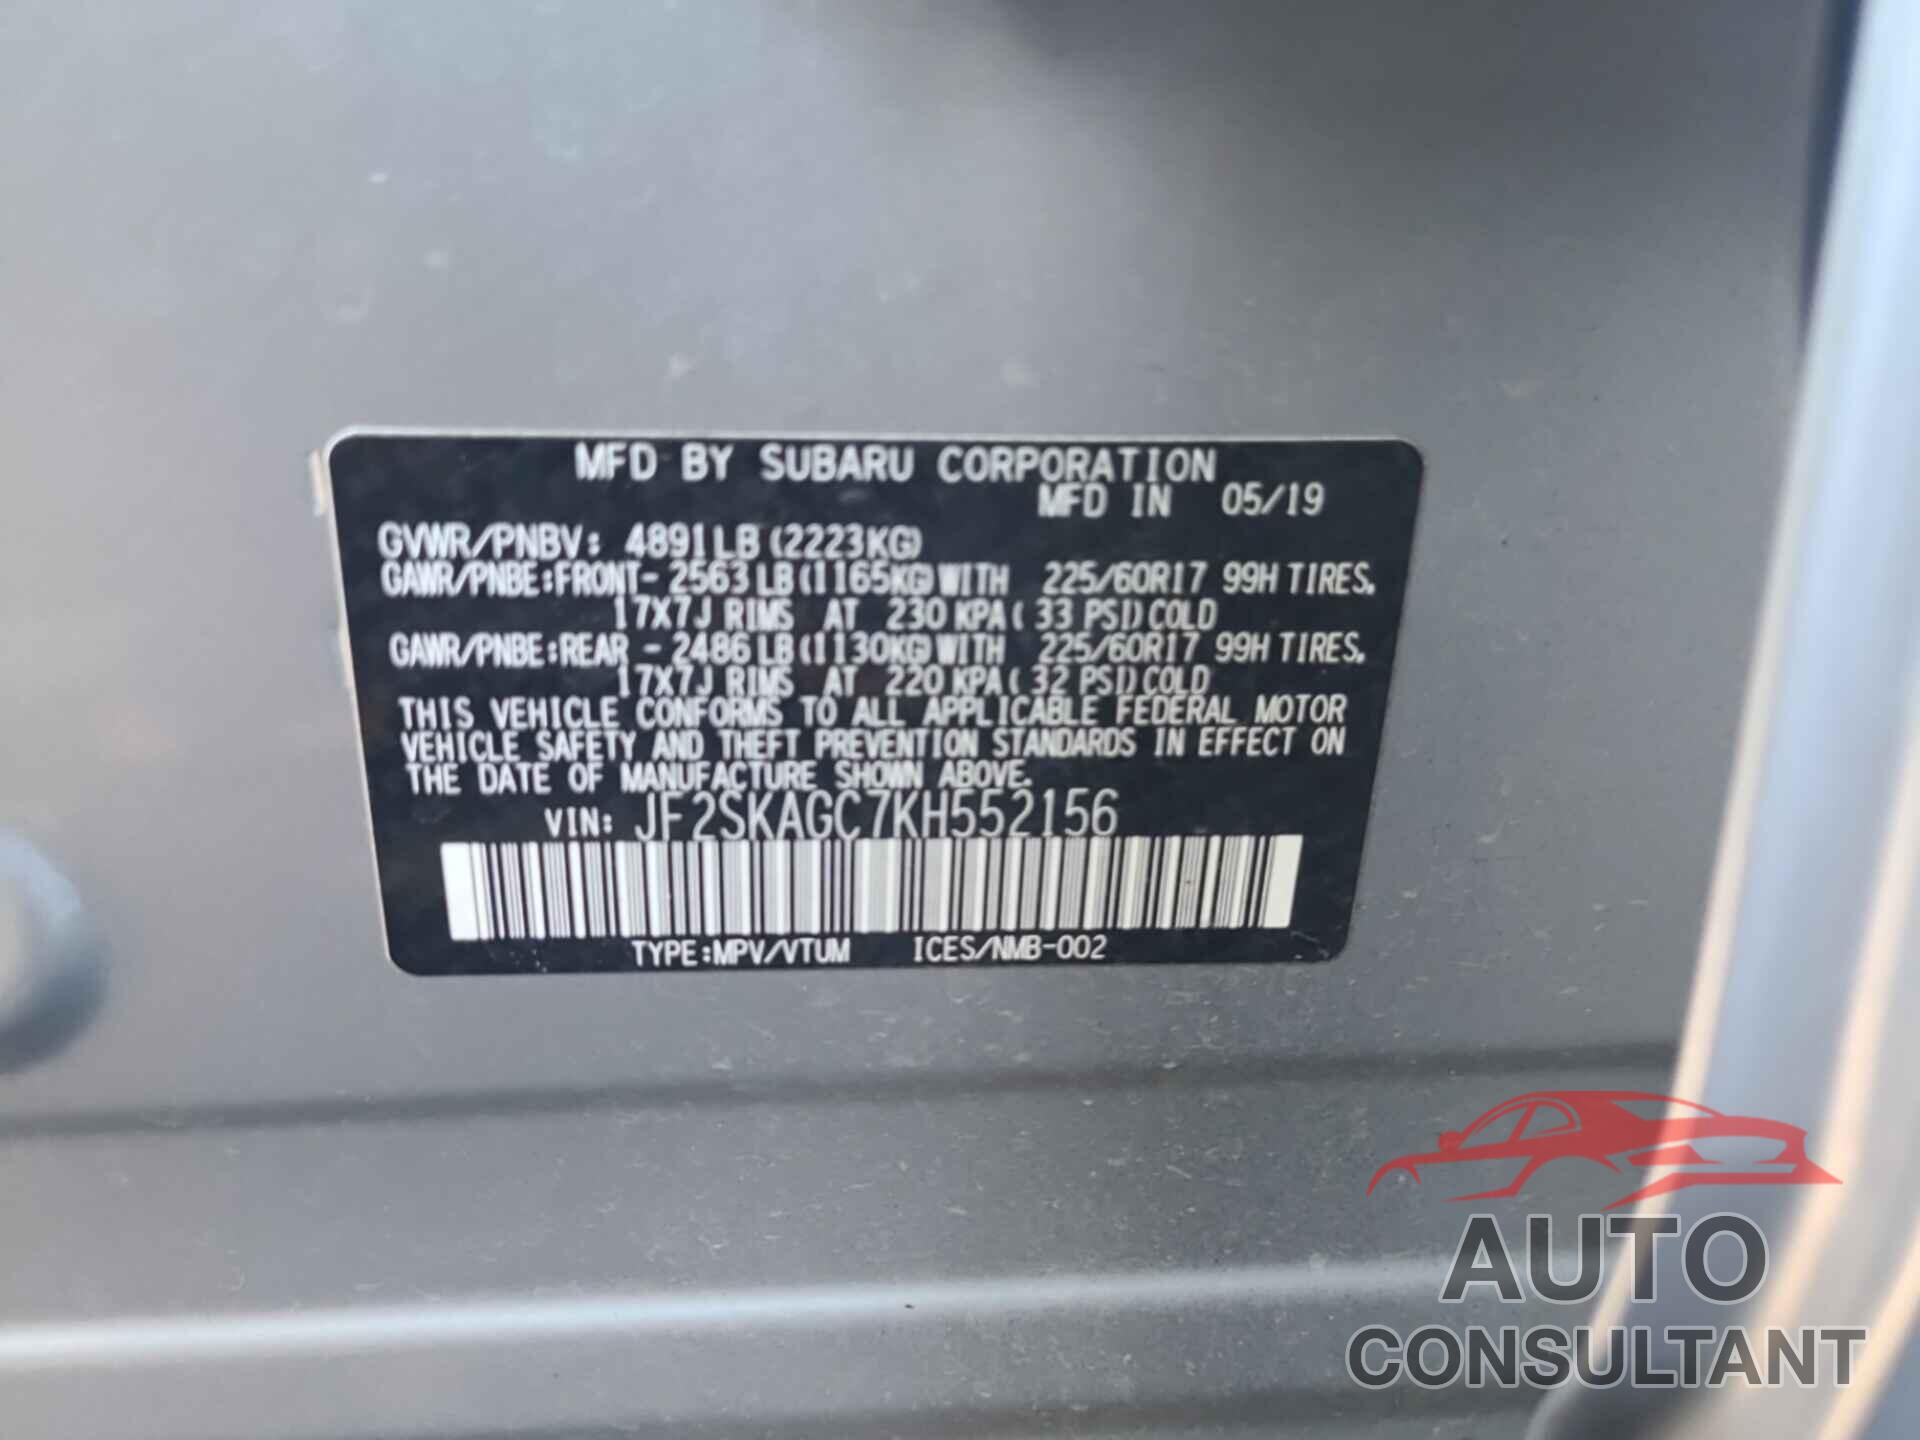 MFD BY SUBARU CORPORATION
MFD IN 05/19
GVWR/PNBV: 4891LB (2223KG)
GAWR/PNBE:FRONT- 2563LB(1165KG)WITH 225/60R17 99H TIRES.
17X7J RIMS AT 230 KPA( 33 PSI)COLD
GAWR/PNBE:REAR - 2486LB(1130KG)WITH 225/60R17 99H TIRES.
17X7J RIMS AT 220 KPA( 32 PSI)COLD
THIS VEHICLE CONFORMS TO ALL APPLICABLE FEDERAL MOTOR
VEHICLE SAFETY AND THEFT PREVENTION STANDARDS IN EFFECT ON
THE DATE OF MANUFACTURE SHOWN ABOVE.
VIN: JF2SKAGC7KH552156
TYPE:MPV/VTUM ICES/NMB-002
AUTO
CONSULTANT